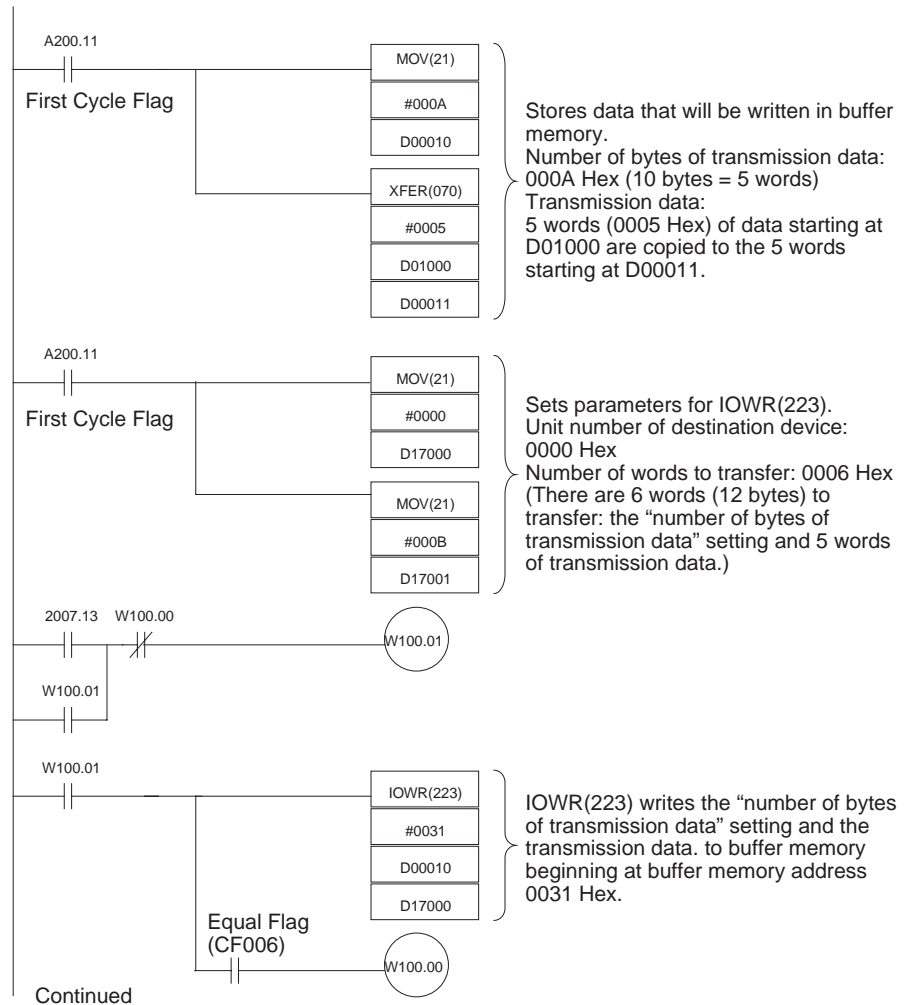 A200.11
First Cycle Flag
MOV(21)
#000A
D00010
XFER(070)
#0005
D01000
D00011
Stores data that will be written in buffer
memory.
Number of bytes of transmission data:
000A Hex (10 bytes = 5 words)
Transmission data:
5 words (0005 Hex) of data starting at
D01000 are copied to the 5 words
starting at D00011.
A200.11
First Cycle Flag
MOV(21)
#0000
D17000
MOV(21)
#000B
D17001
Sets parameters for IOWR(223).
Unit number of destination device:
0000 Hex
Number of words to transfer: 0006 Hex
(There are 6 words (12 bytes) to
transfer: the “number of bytes of
transmission data” setting and 5 words
of transmission data.)
2007.13 W100.00
W100.01
W100.01
W100.01
IOWR(223)
#0031
D00010
D17000
IOWR(223) writes the “number of bytes
of transmission data” setting and the
transmission data. to buffer memory
beginning at buffer memory address
0031 Hex.
Equal Flag
(CF006)
W100.00
Continued